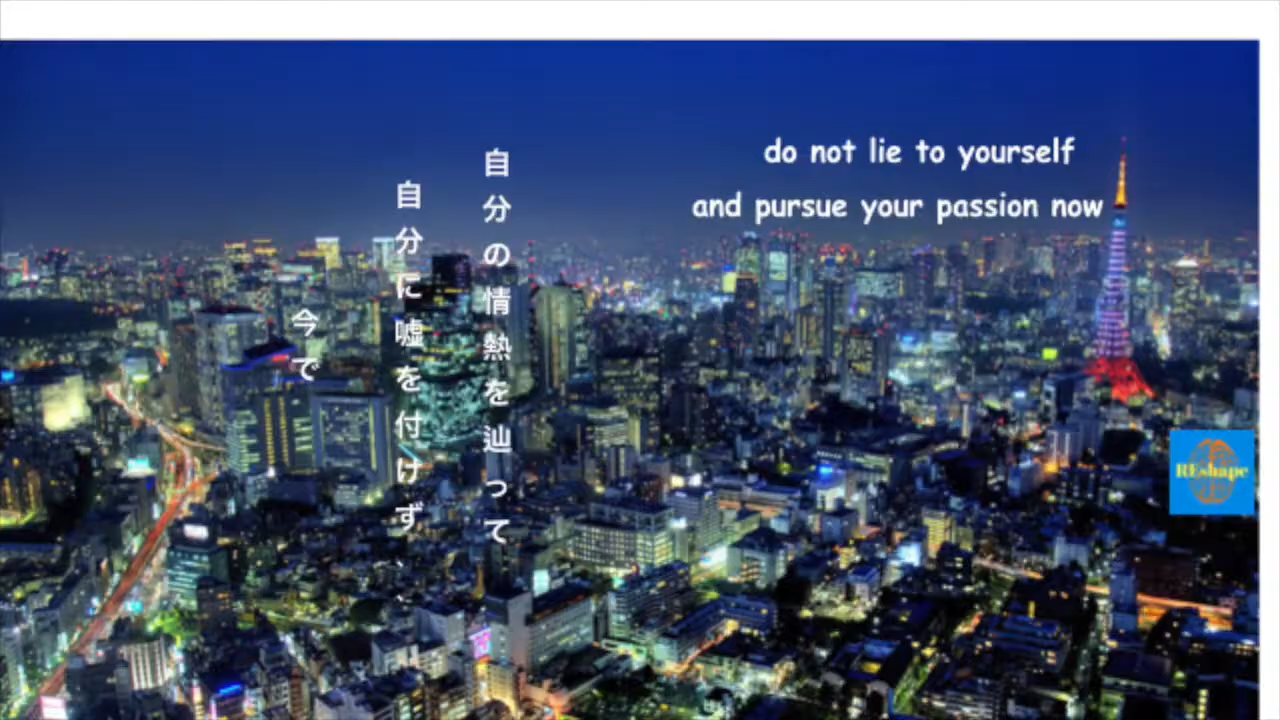 自分の情熱を辿って
自分に嘘を付けず
今で
do not lie to yourself
and pursue your passion now
REshape